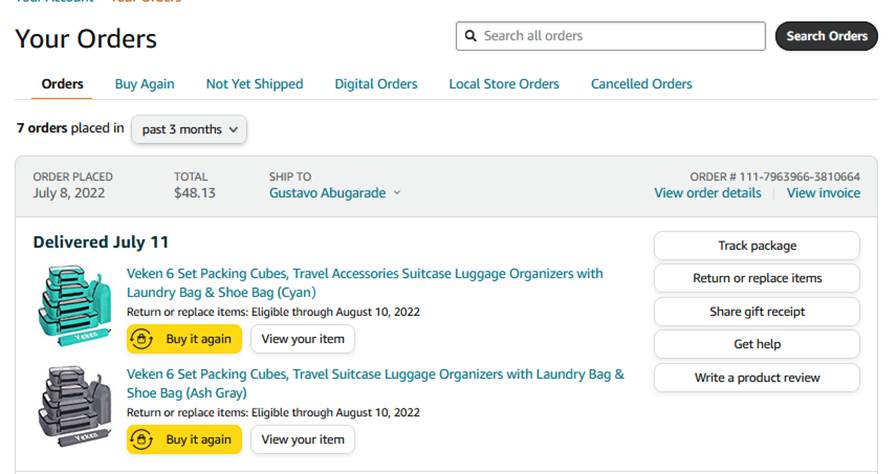 Your Account Your Orders
Your Orders
Search all orders
Search Orders
Orders Buy Again Not Yet Shipped Digital Orders Local Store Orders Cancelled Orders
7 orders placed in past 3 months
ORDER PLACED TOTAL SHIP TO ORDER # 111-7963966-3810664
July 8, 2022 $48.13 Gustavo Abugarade View order details View invoice
Delivered July 11
Track package
Veken 6 Set Packing Cubes, Travel Accessories Suitcase Luggage Organizers with
Laundry Bag & Shoe Bag (Cyan)
Return or replace items
Return or replace items: Eligible through August 10, 2022
Share gift receipt
Buy it again View your item
Veken
Get help
Veken 6 Set Packing Cubes, Travel Suitcase Luggage Organizers with Laundry Bag &
Shoe Bag (Ash Gray)
Write a product review
Return or replace items: Eligible through August 10, 2022
Buy it again View your item
Veken